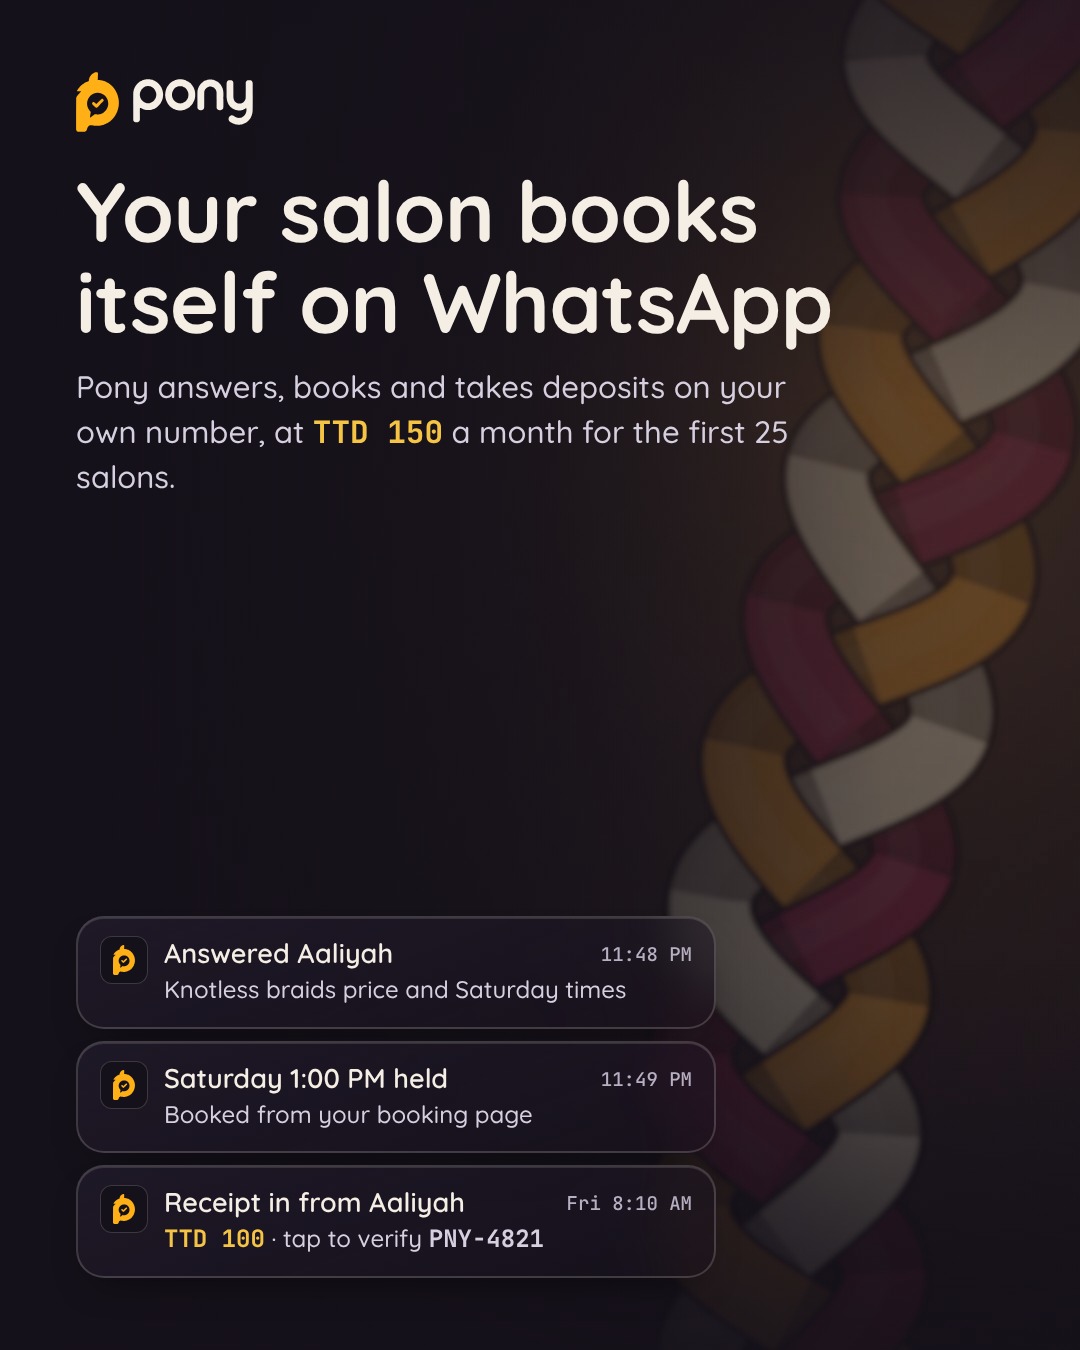 pony
Your salon books
itself on WhatsApp
Pony answers, books and takes deposits on your
own number, at TTD 150 a month for the first 25
salons.
Answered Aaliyah 11:48 PM
Knotless braids price and Saturday times
Saturday 1:00 PM held 11:49 PM
Booked from your booking page
Receipt in from Aaliyah Fri 8:10 AM
TTD 100 · tap to verify PNY-4821